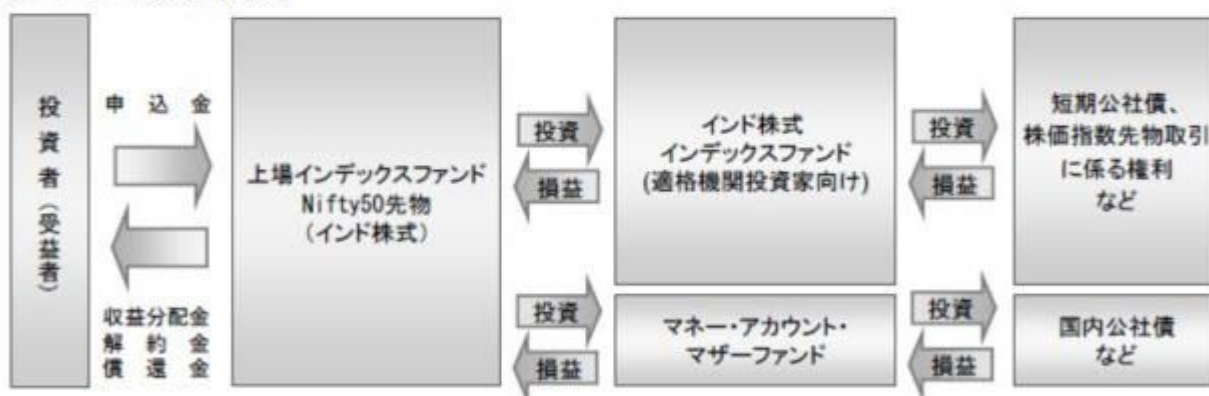 投資者(受益者)
申込金
収益分配金
解約金
償還金
上場インデックスファンド
Nifty50先物
(インド株式)
投資
損益
投資
損益
インド株式
インデックスファンド
(適格機関投資家向け)
マネー・アカウント・
マザーファンド
投資
損益
投資
損益
短期公社債、
株価指数先物取引
に係る権利
など
国内公社債
など